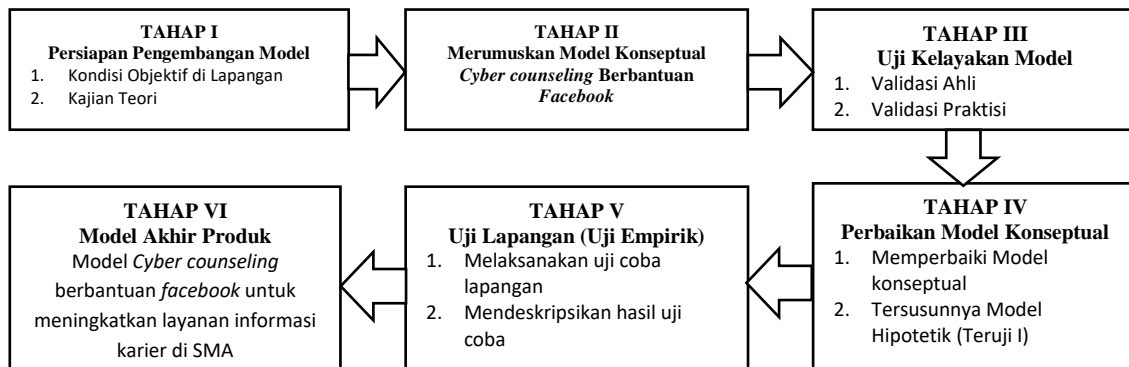 TAHAP I
Persiapan Pengembangan Model
1. Kondisi Objektif di Lapangan
2. Kajian Teori
TAHAP II
Merumuskan Model Konseptual
Cyber counseling Berbantuan
Facebook
TAHAP III
Uji Kelayakan Model
1. Validasi Ahli
2. Validasi Praktisi
TAHAP IV
Perbaikan Model Konseptual
1. Memperbaiki Model
konseptual
2. Tersusunnya Model
Hipotetik (Teruji I)
TAHAP V
Uji Lapangan (Uji Empirik)
1. Melaksanakan uji coba
lapangan
2. Mendeskripsikan hasil uji
coba
TAHAP VI
Model Akhir Produk
Model Cyber counseling
berbantuan facebook untuk
meningkatkan layanan informasi
karier di SMA